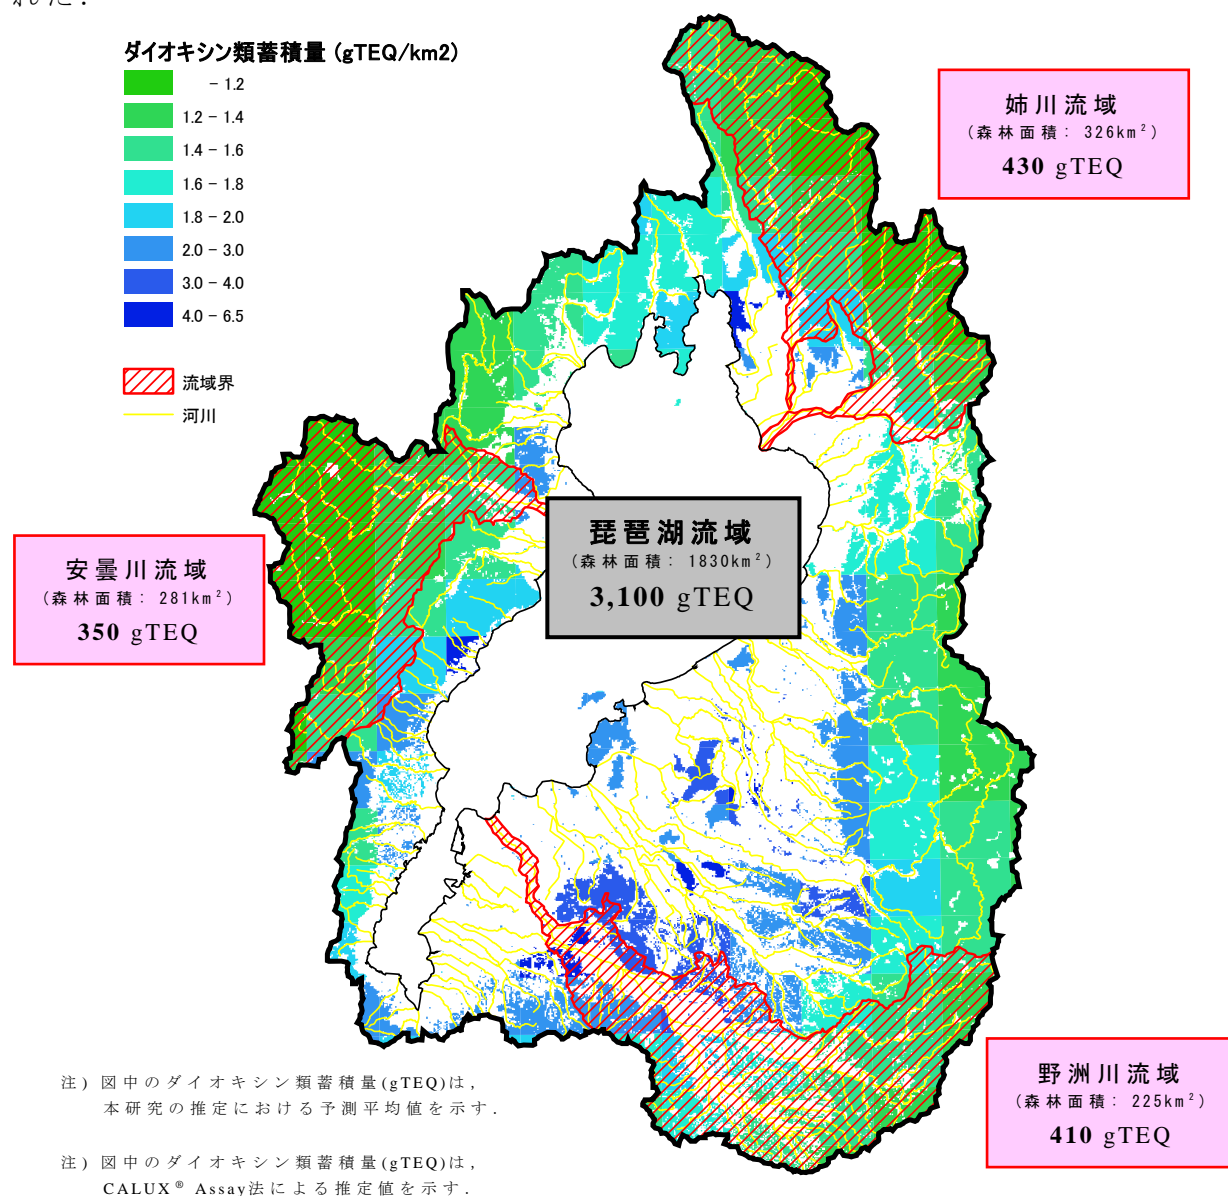 れた．
ダイオキシン類蓄積量 (gTEQ/km2)
－ 1.2
1.2 － 1.4
1.4 － 1.6
1.6 － 1.8
1.8 － 2.0
2.0 － 3.0
3.0 － 4.0
4.0 － 6.5
流域界
河川
姉川流域
（森林面積： 326km²）
430 gTEQ
琵琶湖流域
（森林面積： 1830km²）
3,100 gTEQ
安曇川流域
（森林面積： 281km²）
350 gTEQ
野洲川流域
（森林面積： 225km²）
410 gTEQ
注）図中のダイオキシン類蓄積量(gTEQ)は，
本研究の推定における予測平均値を示す．
注）図中のダイオキシン類蓄積量(gTEQ)は，
CALUX® Assay法による推定値を示す．